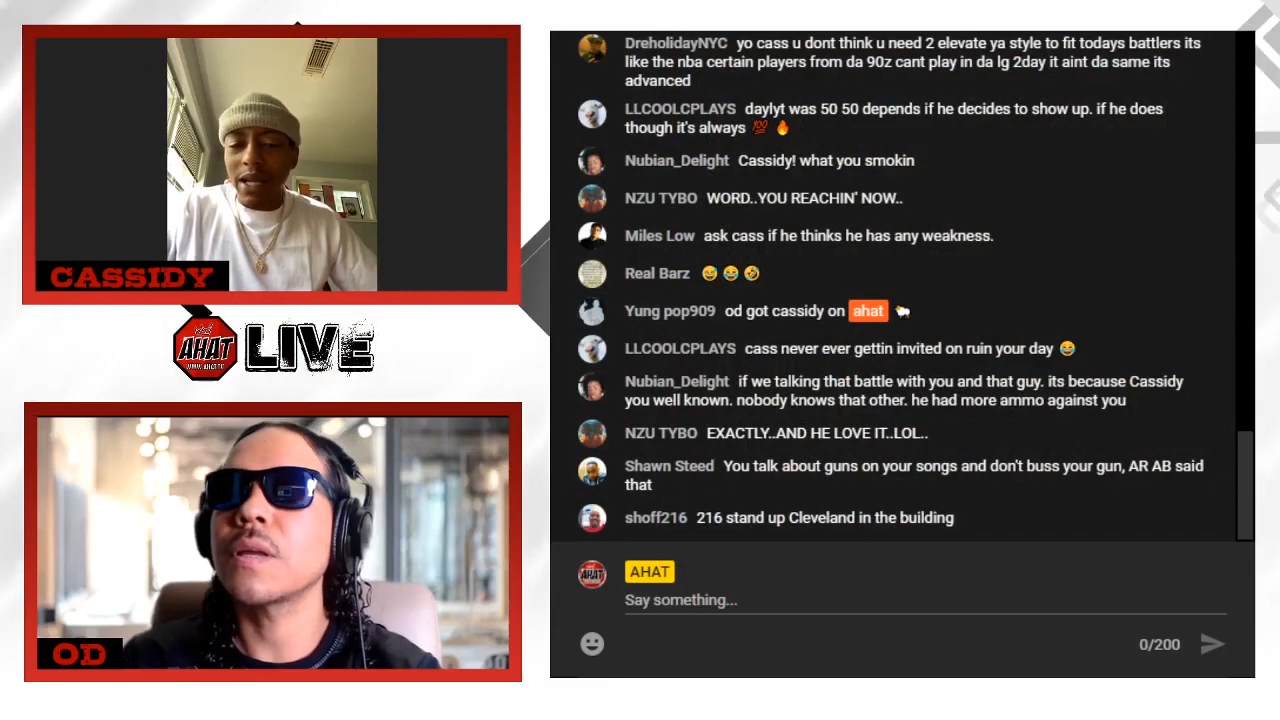 CASSIDY
AHAT
LIVE
OD
DreholidayNYC yo cass u dont think u need 2 elevate ya style to fit todays battlers its
like the nba certain players from da 90z cant play in da lg 2day it aint da same its
advanced
LLCOOLCPLAYS daylyt was 50 50 depends if he decides to show up. if he does
though it's always 💯 🔥
Nubian_Delight Cassidy! what you smokin
NZU TYBO WORD..YOU REACHIN' NOW..
Miles Low ask cass if he thinks he has any weakness.
Real Barz 😅 😂 🤣
Yung pop909 od got cassidy on ahat 🐑
LLCOOLCPLAYS cass never ever gettin invited on ruin your day 😂
Nubian_Delight if we talking that battle with you and that guy. its because Cassidy
you well known. nobody knows that other. he had more ammo against you
NZU TYBO EXACTLY..AND HE LOVE IT..LOL..
Shawn Steed You talk about guns on your songs and don't buss your gun, AR AB said
that
shoff216 216 stand up Cleveland in the building
AHAT
AHAT
Say something...
0/200